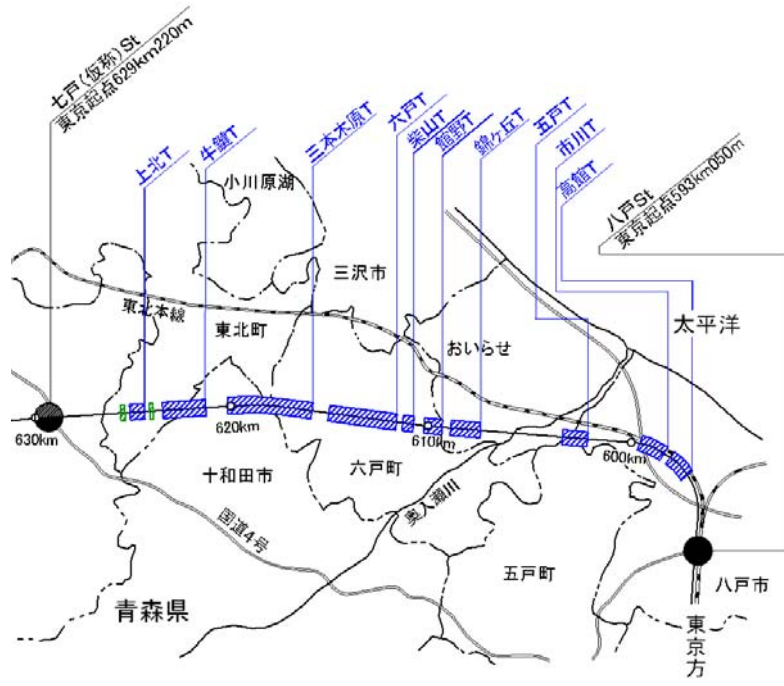 七戸(仮称)St
東京起点629km220m
上北T
牛鍵T
三本木原T
六戸T
柴山T
館野T
錦ヶ丘T
五戸T
市川T
高館T
八戸St
東京起点593km050m
小川原湖
三沢市
東北本線
東北町
おいらせ
太平洋
630km
620km
610km
600km
十和田市
六戸町
奥入瀬川
国道4号
五戸町
八戸市
青森県
東京方